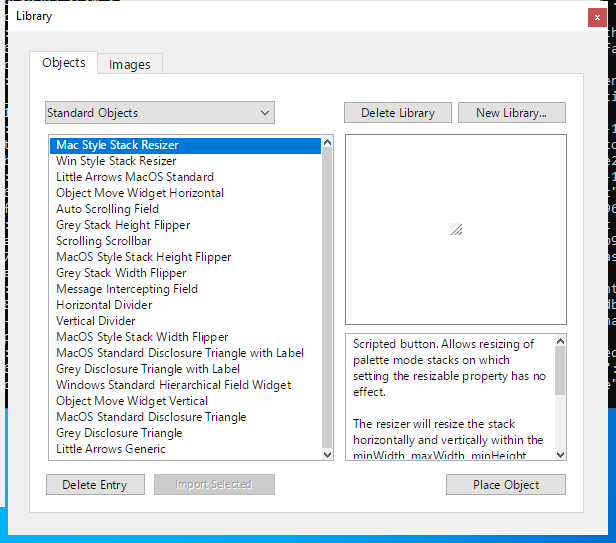 Library
x
Objects
Images
Standard Objects
Delete Library
New Library...
Mac Style Stack Resizer
Win Style Stack Resizer
Little Arrows MacOS Standard
Object Move Widget Horizontal
Auto Scrolling Field
Grey Stack Height Flipper
Scrolling Scrollbar
MacOS Style Stack Height Flipper
Grey Stack Width Flipper
Message Intercepting Field
Horizontal Divider
Vertical Divider
MacOS Style Stack Width Flipper
MacOS Standard Disclosure Triangle with Label
Grey Disclosure Triangle with Label
Windows Standard Hierarchical Field Widget
Object Move Widget Vertical
MacOS Standard Disclosure Triangle
Grey Disclosure Triangle
Little Arrows Generic
Scripted button. Allows resizing of
palette mode stacks on which
setting the resizable property has no
effect.
The resizer will resize the stack
horizontally and vertically within the
minWidth, maxWidth, minHeight,
Delete Entry
Import Selected
Place Object